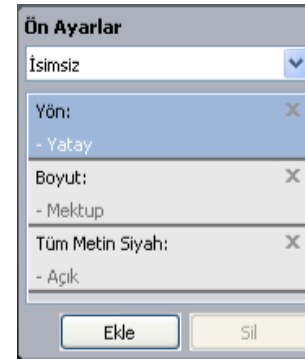 Ön Ayarlar
İsimsiz
Yön:
- Yatay
Boyut:
- Mektup
Tüm Metin Siyah:
- Açık
Ekle
Sil